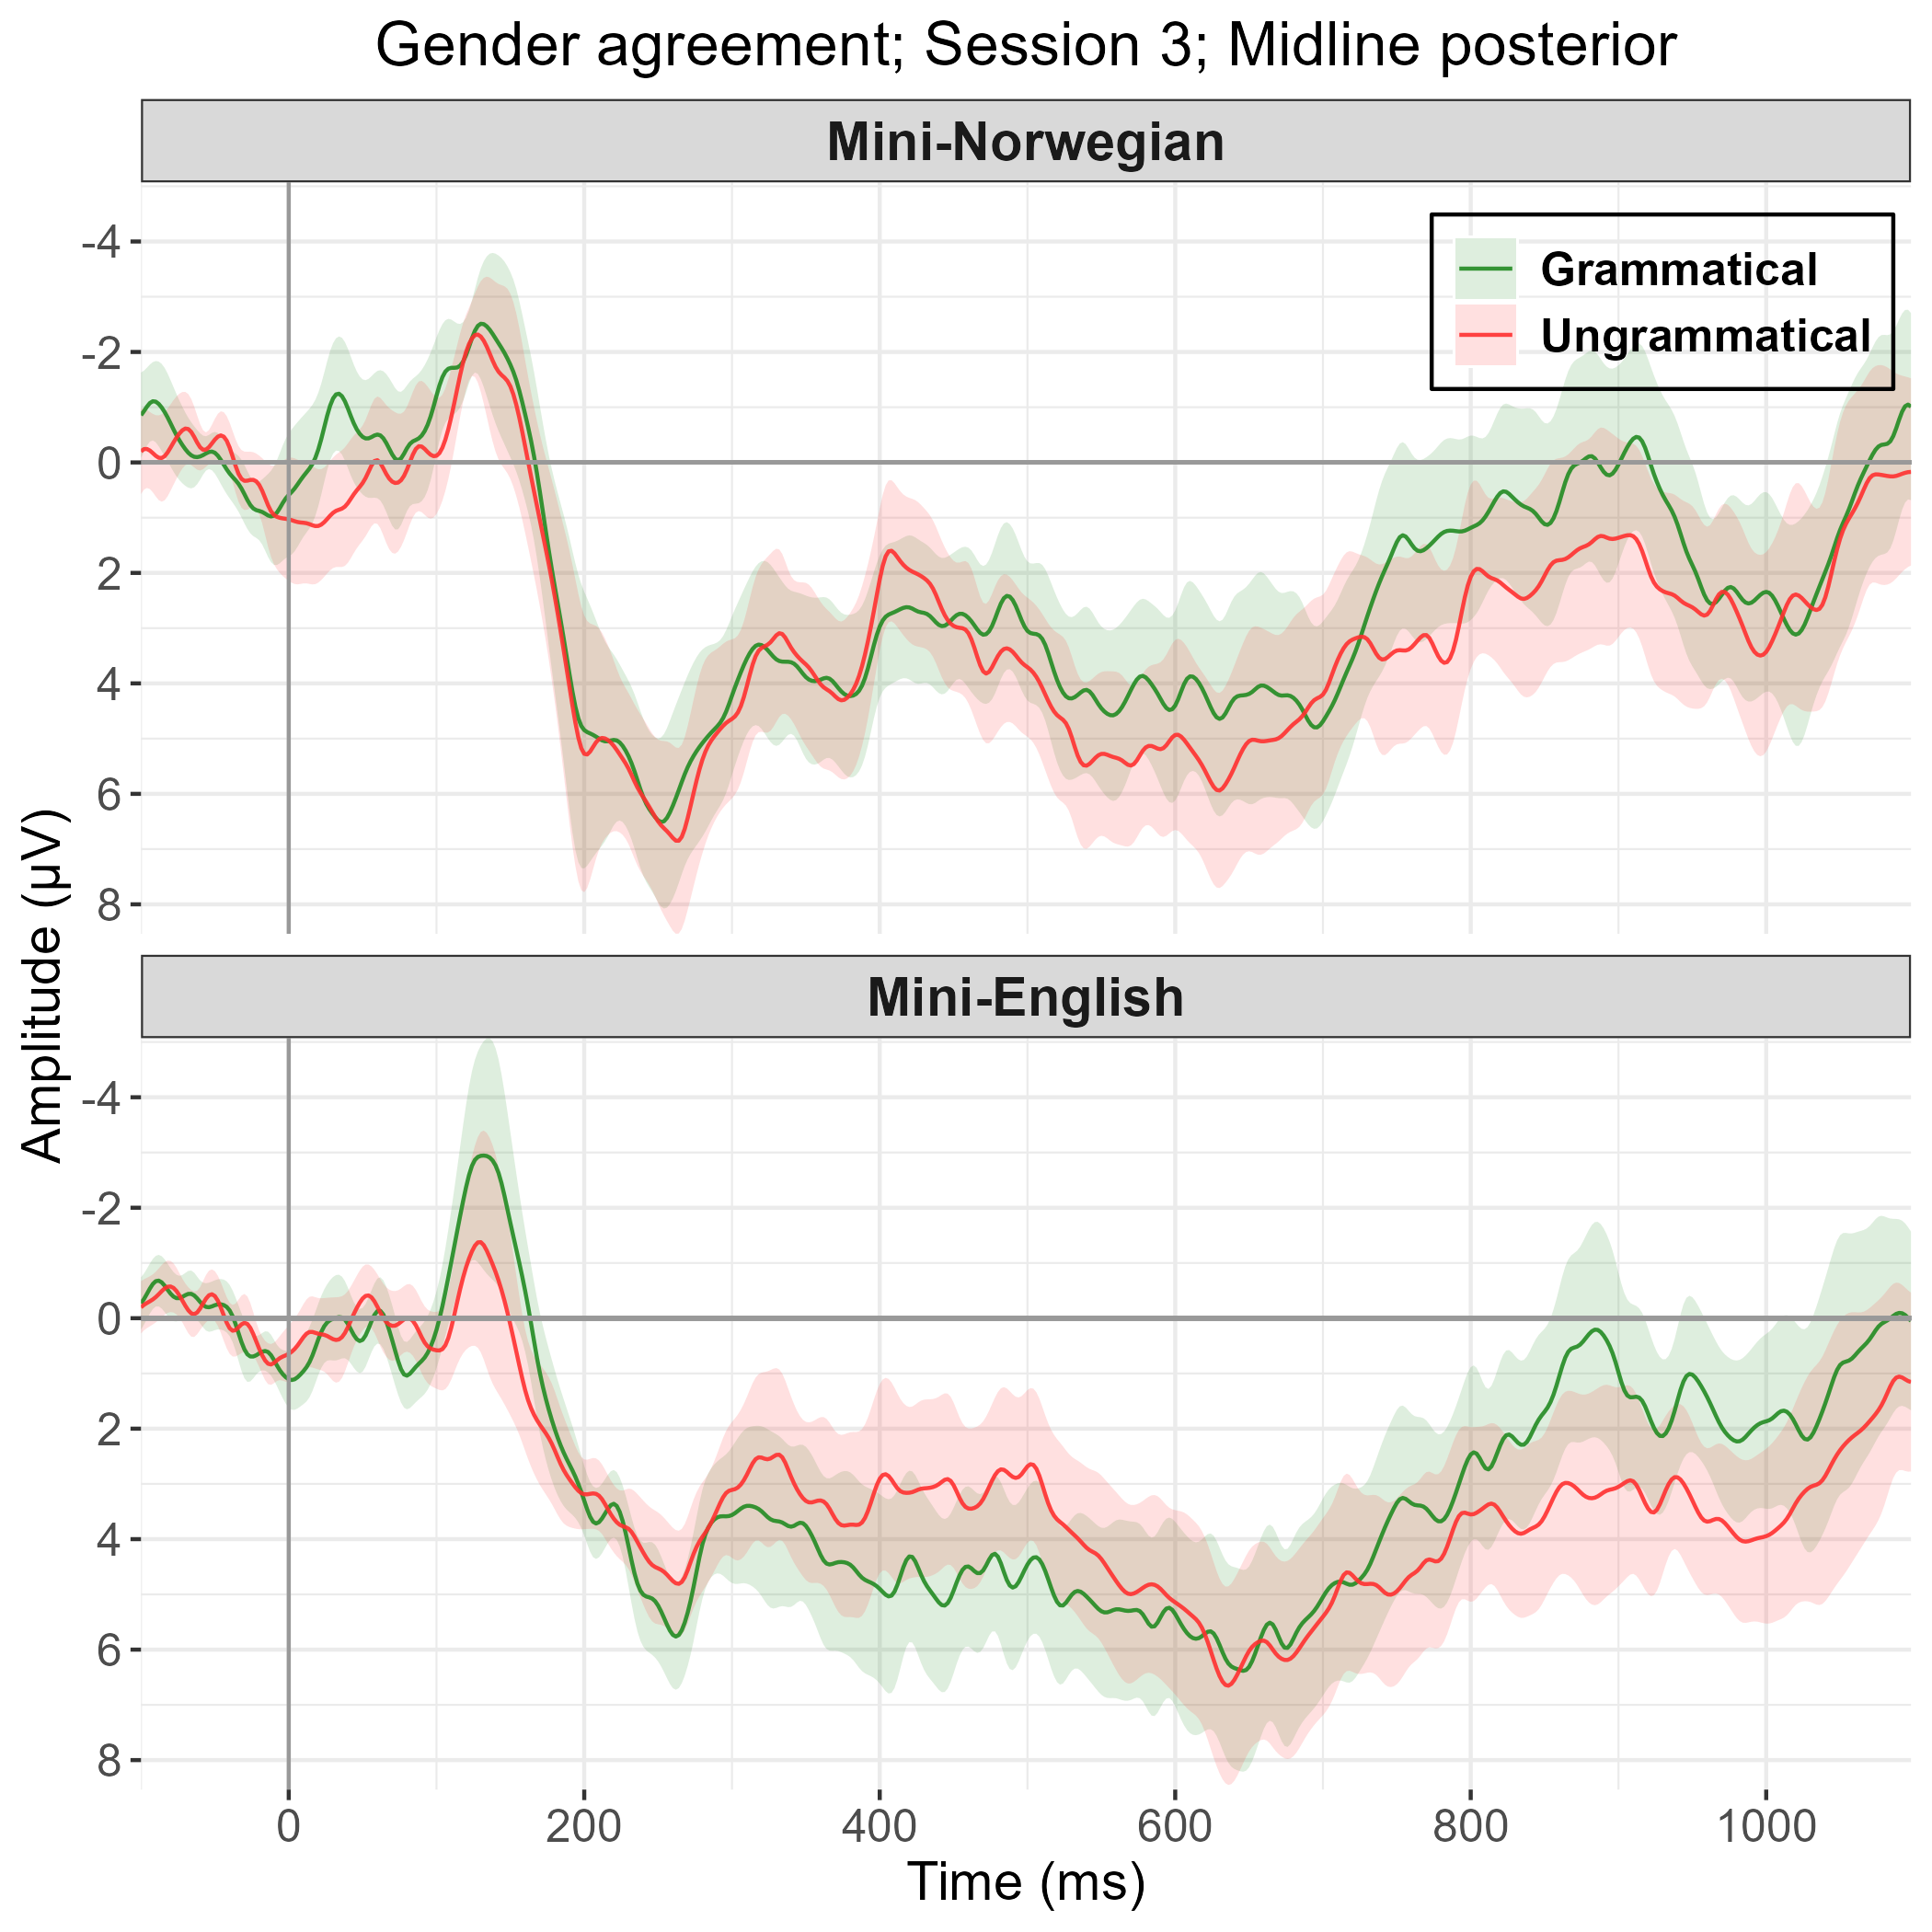 Gender agreement; Session 3; Midline posterior
Mini-Norwegian
-4
-2
0
2
4
6
8
Grammatical
Ungrammatical
Amplitude (µV)
Mini-English
-4
-2
0
2
4
6
8
0 200 400 600 800 1000
Time (ms)